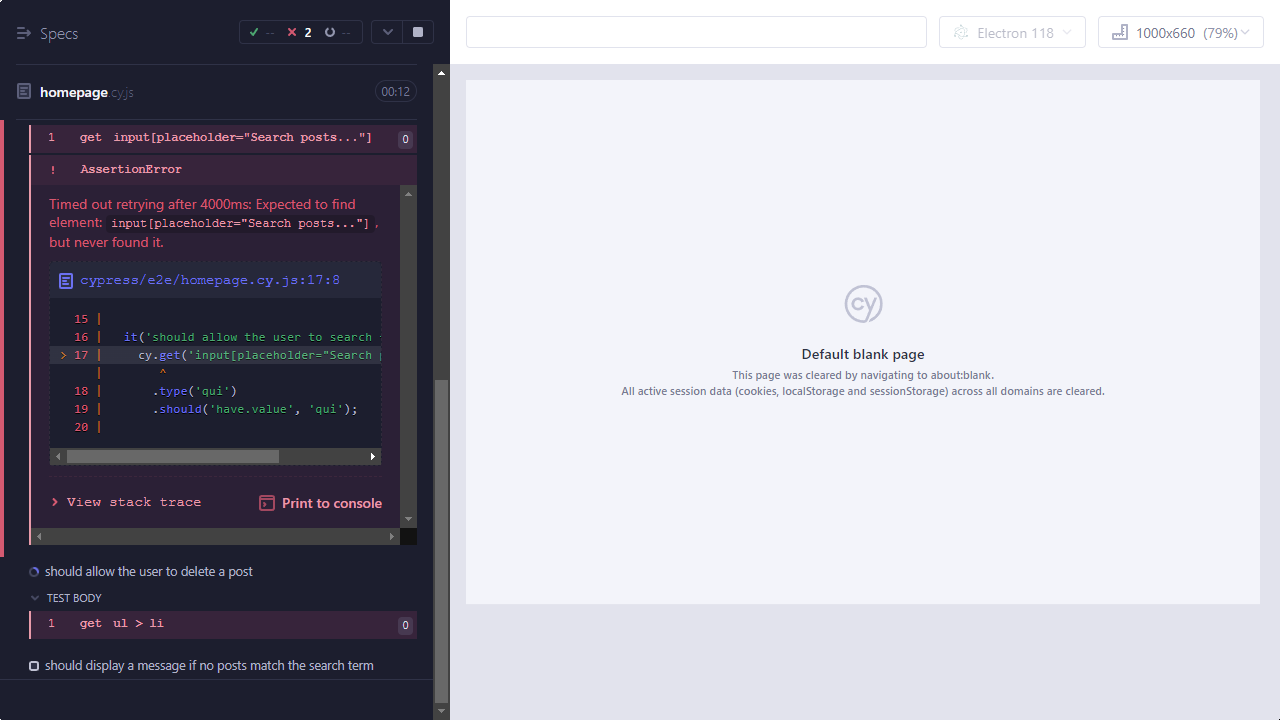 Specs
--
2
--
Electron 118
1000x660 (79%)
homepage.cy.js
00:12
1 get input[placeholder="Search posts..."] 0
! AssertionError
Timed out retrying after 4000ms: Expected to find
element: input[placeholder="Search posts..."],
but never found it.
cypress/e2e/homepage.cy.js:17:8
15 |
16 | it('should allow the user to search
> 17 | cy.get('input[placeholder="Search
| ^
18 | .type('qui')
19 | .should('have.value', 'qui');
20 |
> View stack trace
Print to console
should allow the user to delete a post
TEST BODY
1 get ul > li 0
should display a message if no posts match the search term
cy
Default blank page
This page was cleared by navigating to about:blank.
All active session data (cookies, localStorage and sessionStorage) across all domains are cleared.